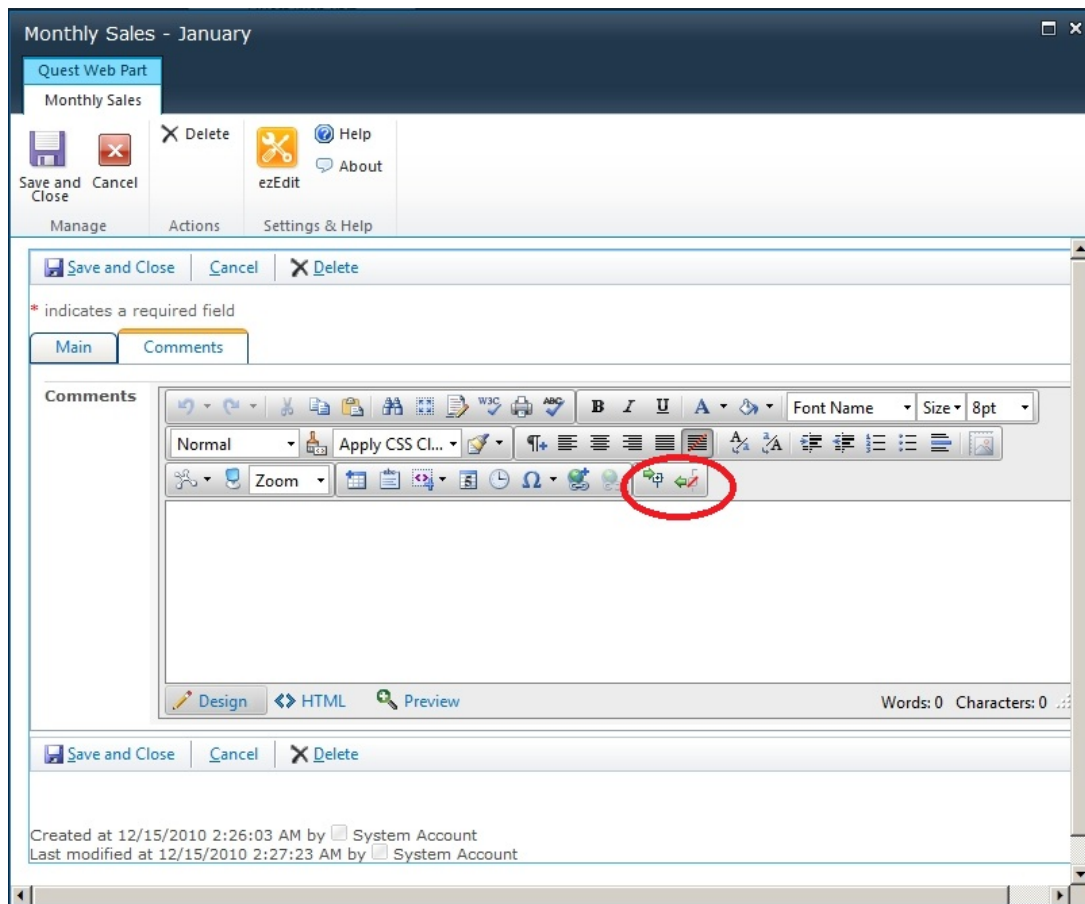 Monthly Sales - January
Quest Web Part
Monthly Sales
Save and Close
Cancel
Delete
ezEdit
Help
About
Manage
Actions
Settings & Help
Save and Close Cancel Delete
* indicates a required field
Main Comments
Comments
W3C ABC B I U A Font Name Size 8pt
Normal Apply CSS Cl...
Zoom Ω
Design HTML Preview Words: 0 Characters: 0
Save and Close Cancel Delete
Created at 12/15/2010 2:26:03 AM by System Account
Last modified at 12/15/2010 2:27:23 AM by System Account